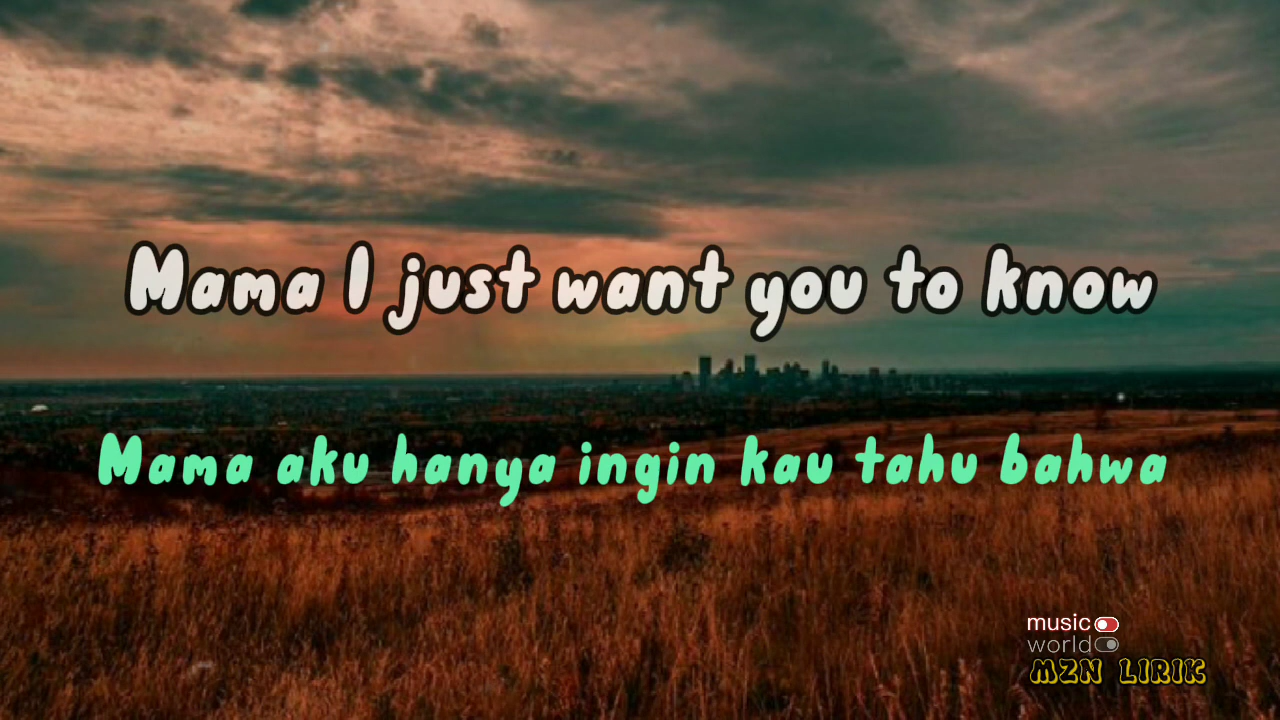 Mama I just want you to know
Mama aku hanya ingin kau tahu bahwa
music
world
MZN LIRIK